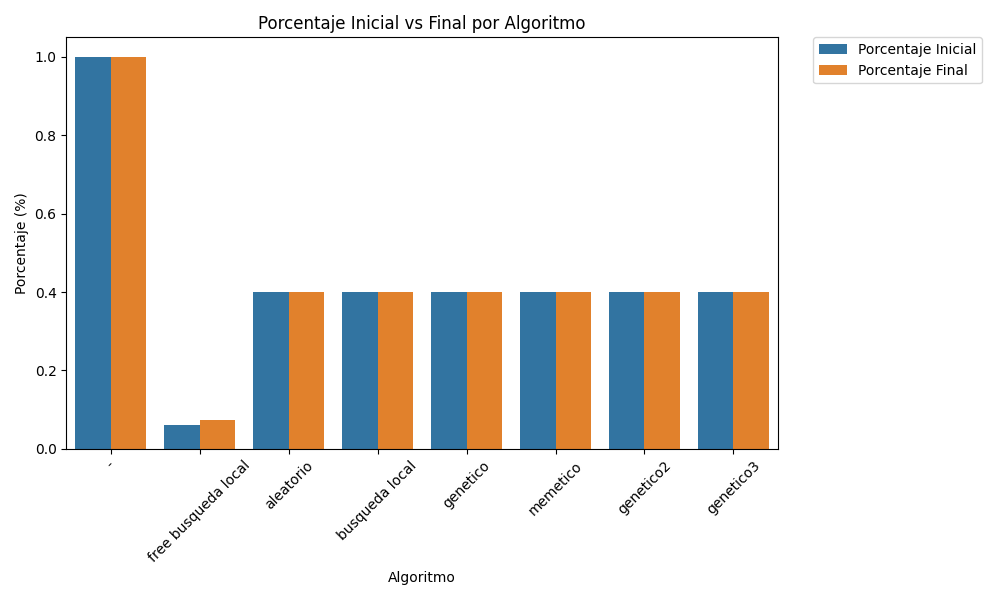 Porcentaje Inicial vs Final por Algoritmo
Porcentaje Inicial
Porcentaje Final
Porcentaje (%)
1.0
0.8
0.6
0.4
0.2
0.0
-
free busqueda local
aleatorio
busqueda local
genetico
memetico
genetico2
genetico3
Algoritmo